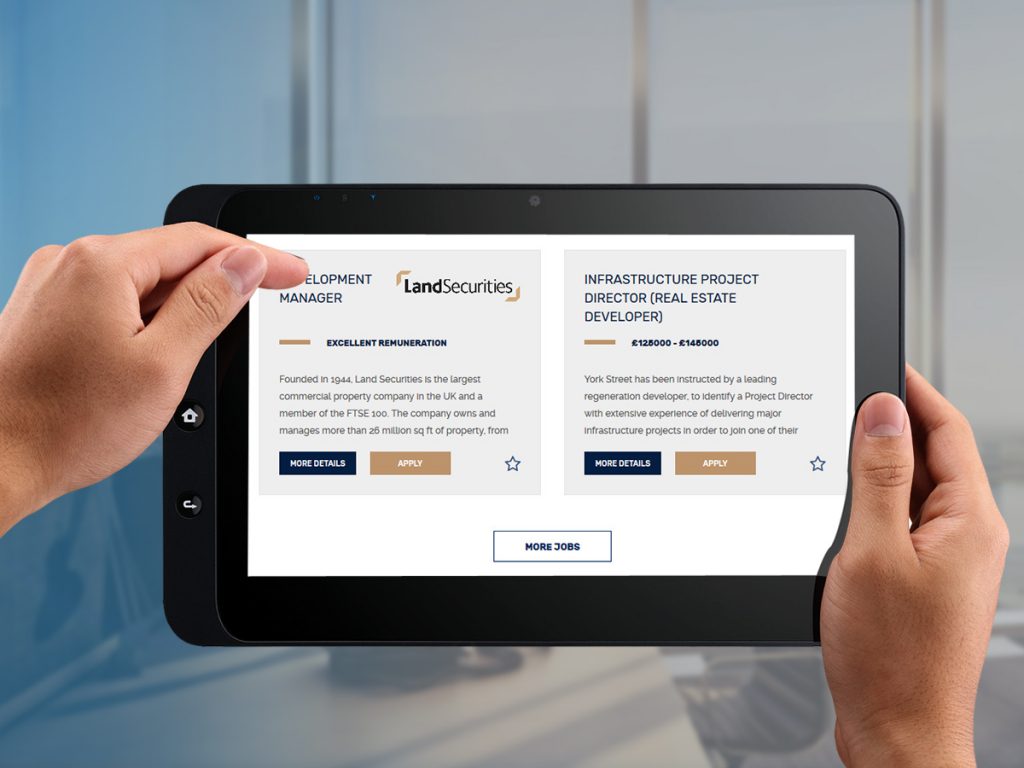 ELOPMENT
MANAGER
LandSecurities
EXCELLENT REMUNERATION
Founded in 1944, Land Securities is the largest
commercial property company in the UK and a
member of the FTSE 100. The company owns and
manages more than 26 million sq ft of property, from
MORE DETAILS
APPLY
INFRASTRUCTURE PROJECT
DIRECTOR (REAL ESTATE
DEVELOPER)
£125000 - £145000
York Street has been instructed by a leading
regeneration developer, to identify a Project Director
with extensive experience of delivering major
infrastructure projects in order to join one of their
MORE DETAILS
APPLY
MORE JOBS